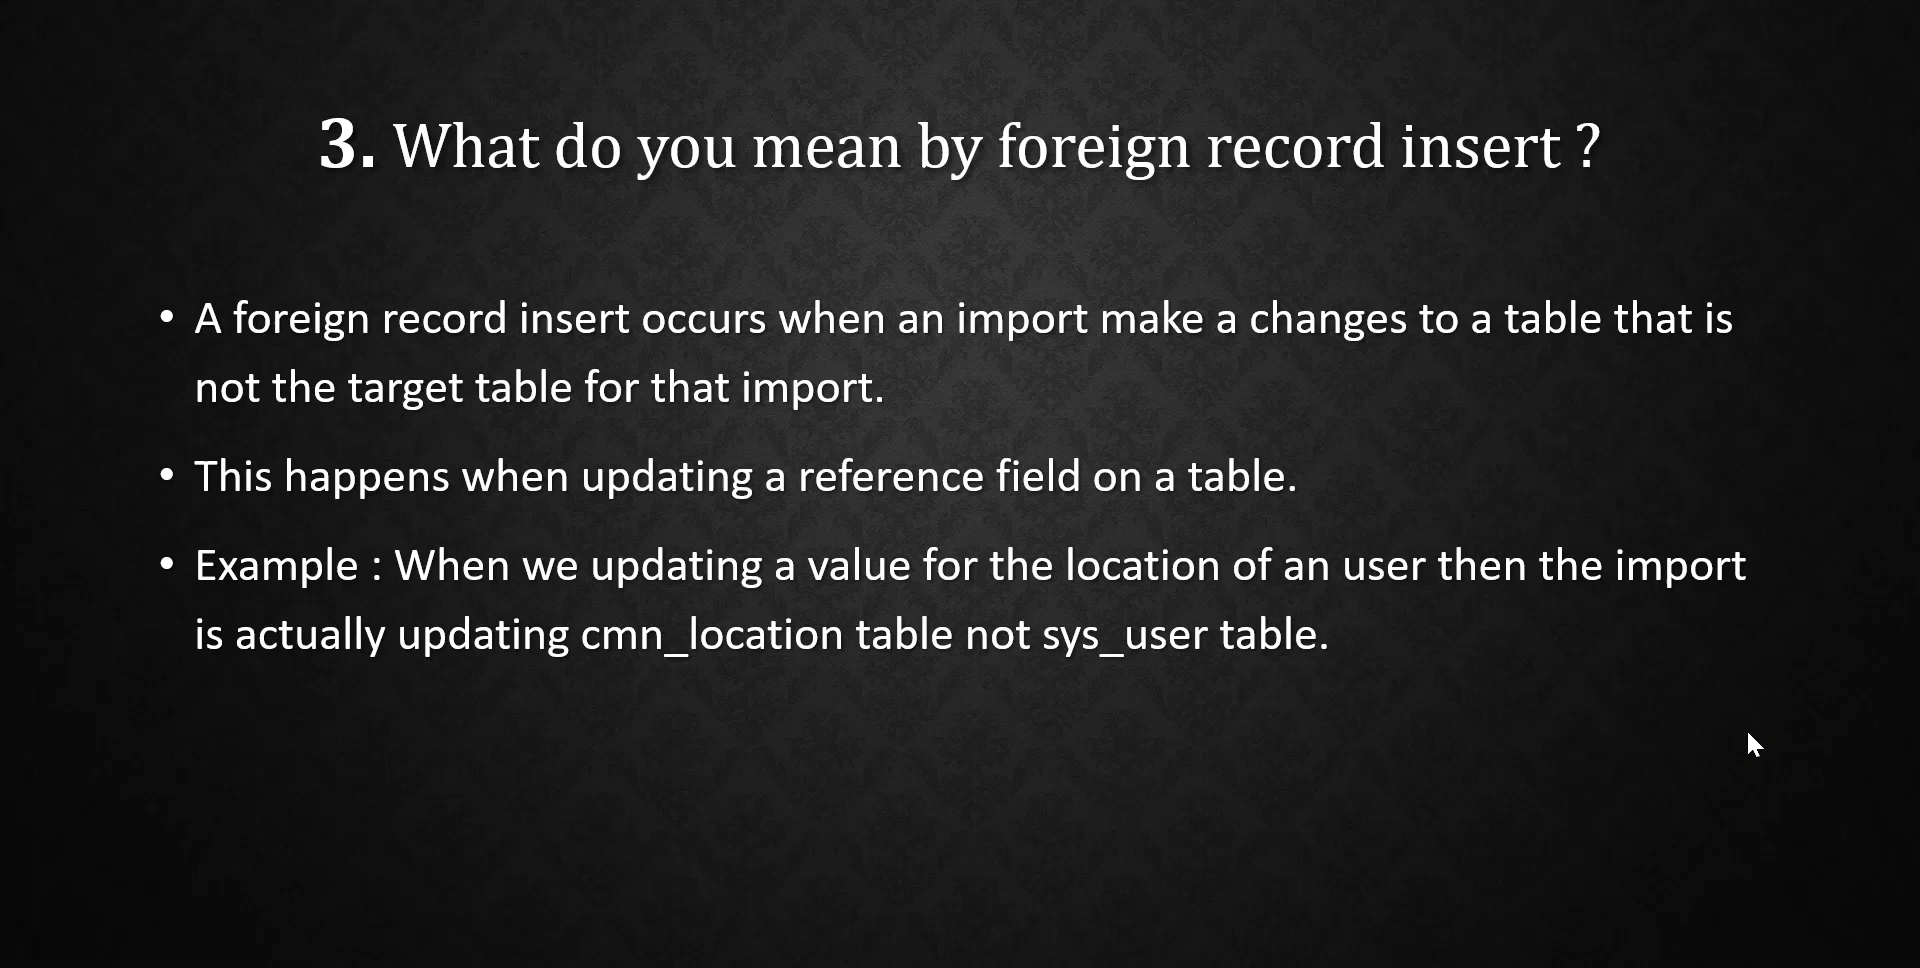 3. What do you mean by foreign record insert ?
• A foreign record insert occurs when an import make a changes to a table that is
not the target table for that import.
• This happens when updating a reference field on a table.
• Example : When we updating a value for the location of an user then the import
is actually updating cmn_location table not sys_user table.